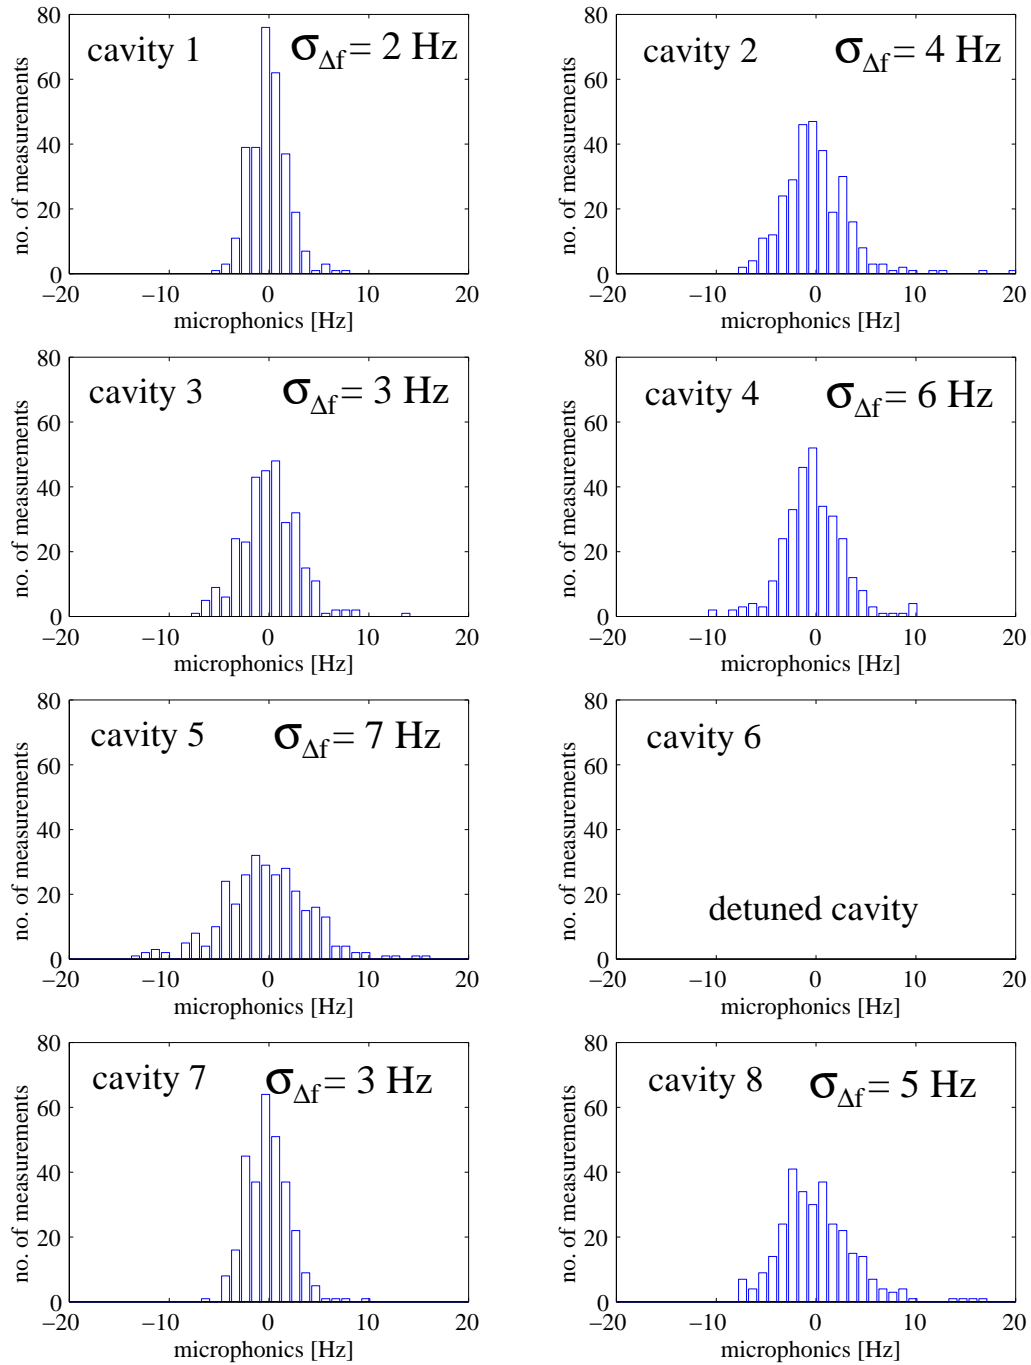 80
60
40
20
0
no. of measurements
cavity 1
σΔf = 2 Hz
−20
−10
0
10
20
microphonics [Hz]
80
60
40
20
0
no. of measurements
cavity 2
σΔf = 4 Hz
−20
−10
0
10
20
microphonics [Hz]
80
60
40
20
0
no. of measurements
cavity 3
σΔf = 3 Hz
−20
−10
0
10
20
microphonics [Hz]
80
60
40
20
0
no. of measurements
cavity 4
σΔf = 6 Hz
−20
−10
0
10
20
microphonics [Hz]
80
60
40
20
0
no. of measurements
cavity 5
σΔf = 7 Hz
−20
−10
0
10
20
microphonics [Hz]
80
60
40
20
0
no. of measurements
cavity 6
detuned cavity
−20
−10
0
10
20
microphonics [Hz]
80
60
40
20
0
no. of measurements
cavity 7
σΔf = 3 Hz
−20
−10
0
10
20
microphonics [Hz]
80
60
40
20
0
no. of measurements
cavity 8
σΔf = 5 Hz
−20
−10
0
10
20
microphonics [Hz]